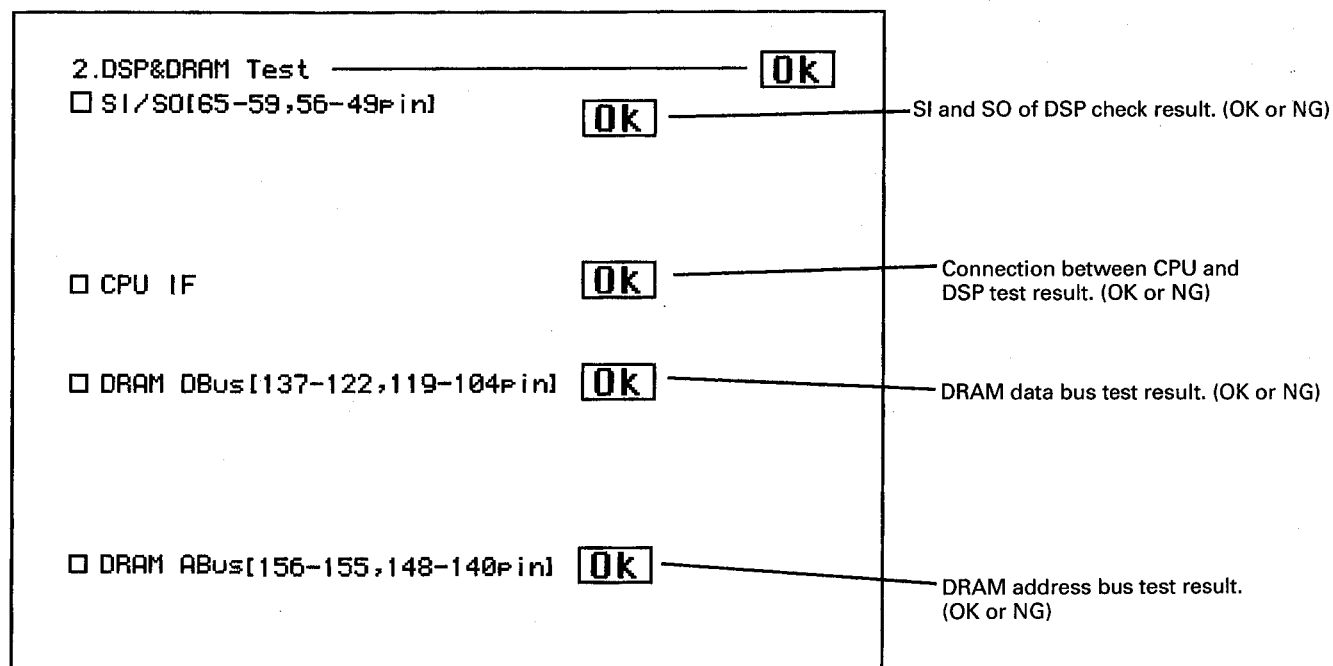 2.DSP&DRAM Test Ok
SI/SO[65-59,56-49pin] Ok
SI and SO of DSP check result. (OK or NG)
CPU IF Ok
Connection between CPU and
DSP test result. (OK or NG)
DRAM DBus[137-122,119-104pin] Ok
DRAM data bus test result. (OK or NG)
DRAM ABus[156-155,148-140pin] Ok
DRAM address bus test result.
(OK or NG)